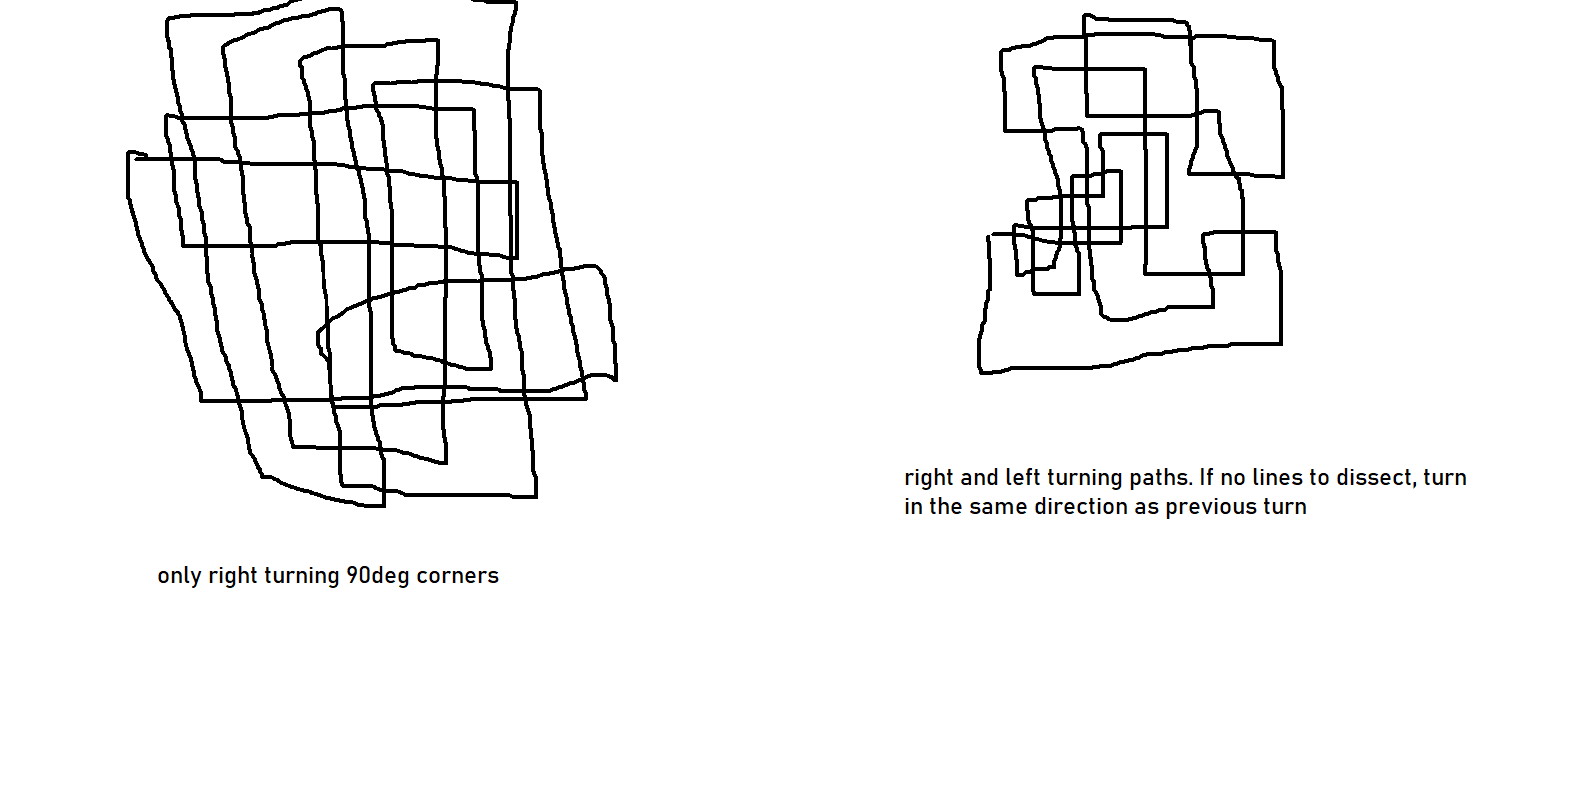 right and left turning paths. If no lines to dissect, turn
in the same direction as previous turn
only right turning 90deg corners